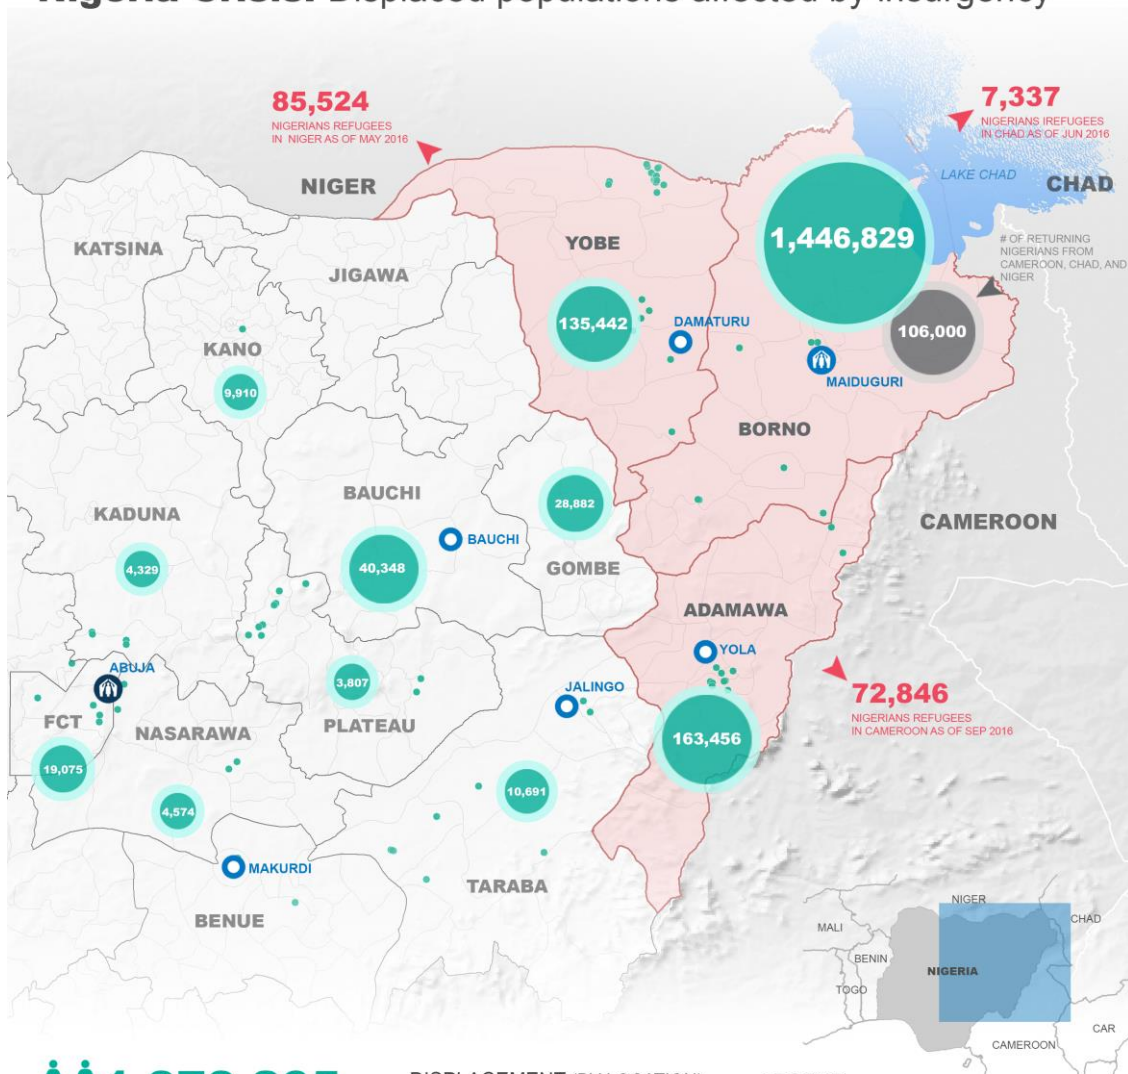 Nigeria Crisis: Displaced populations affected by insurgency
85,524
NIGERIANS REFUGEES
IN NIGER AS OF MAY 2016
7,337
NIGERIANS IREFUGEES
IN CHAD AS OF JUN 2016
NIGER
LAKE CHAD
CHAD
KATSINA
JIGAWA
YOBE
1,446,829
# OF RETURNING
NIGERIANS FROM
CAMEROON, CHAD, AND
NIGER
135,442
DAMATURU
106,000
KANO
9,910
MAIDUGURI
BORNO
BAUCHI
28,882
KADUNA
CAMEROON
BAUCHI
4,329
40,348
GOMBE
ADAMAWA
YOLA
ABUJA
3,807
JALINGO
72,846
NIGERIANS REFUGEES
IN CAMEROON AS OF SEP 2016
FCT
NASARAWA
PLATEAU
163,456
19,075
4,574
10,691
MAKURDI
TARABA
BENUE
NIGER
MALI
CHAD
BENIN
NIGERIA
TOGO
CAR
CAMEROON
DISPLACEMENT